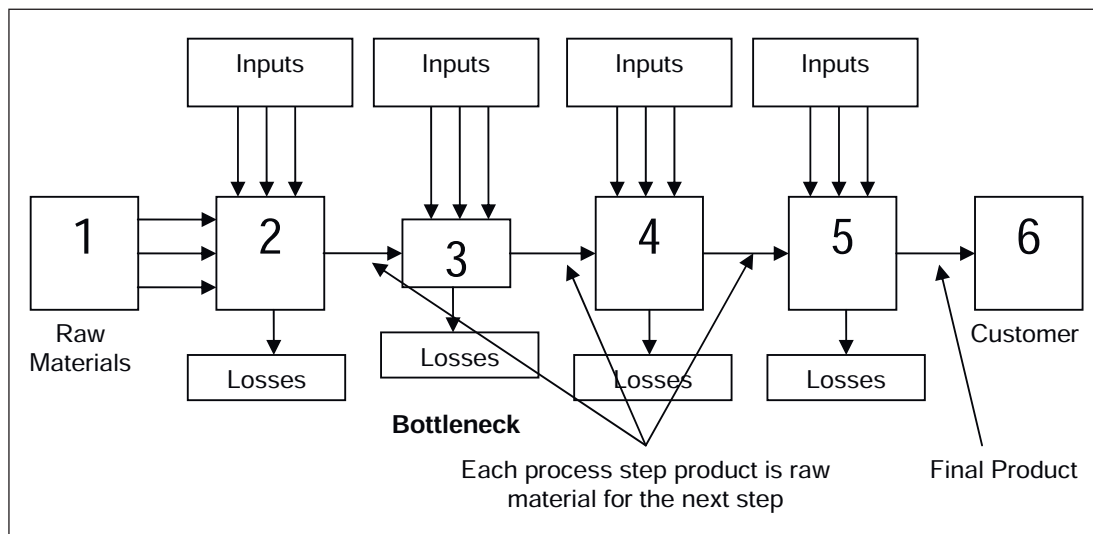 Inputs
Inputs
Inputs
Inputs
1
2
3
4
5
6
Raw
Materials
Customer
Losses
Losses
Losses
Losses
Bottleneck
Each process step product is raw
material for the next step
Final Product